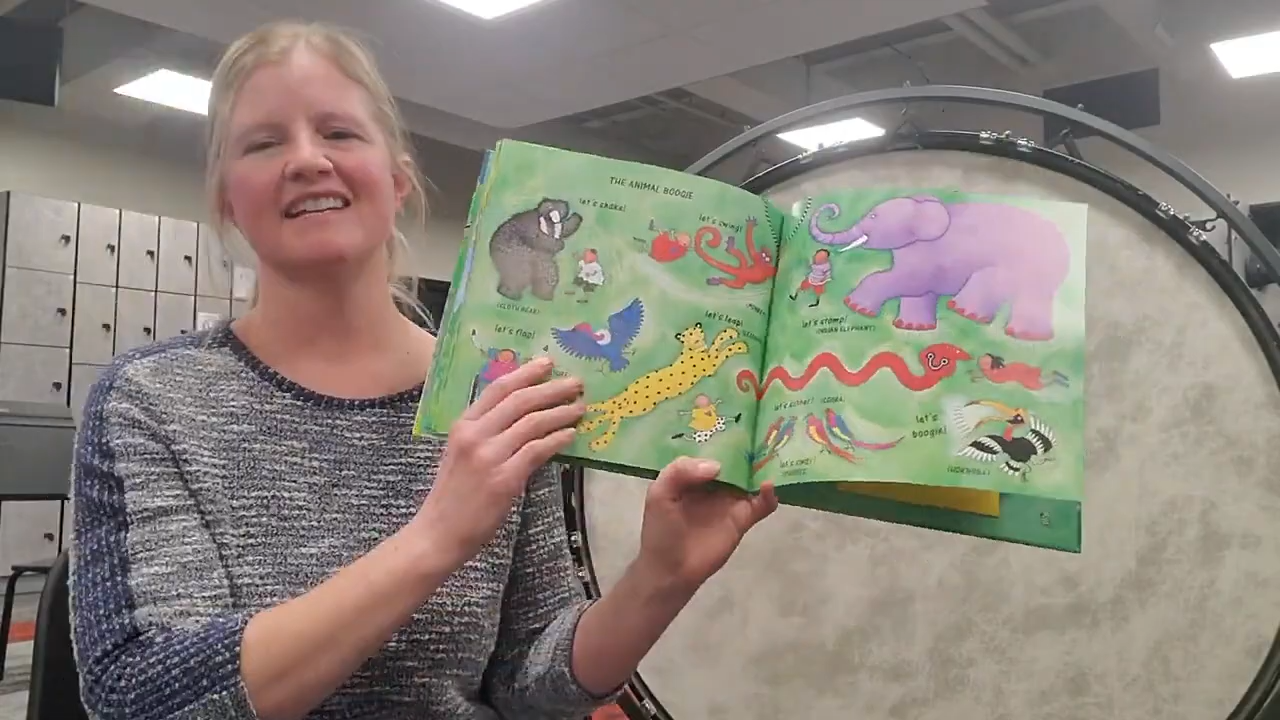 THE ANIMAL BOOGIE
let's shake!
(SLOTH BEAR)
let's swing!
let's flap!
let's leap!
let's stomp!
(INDIAN ELEPHANT)
let's slither! (COBRA)
let's
boogie!
(HORNBILL)